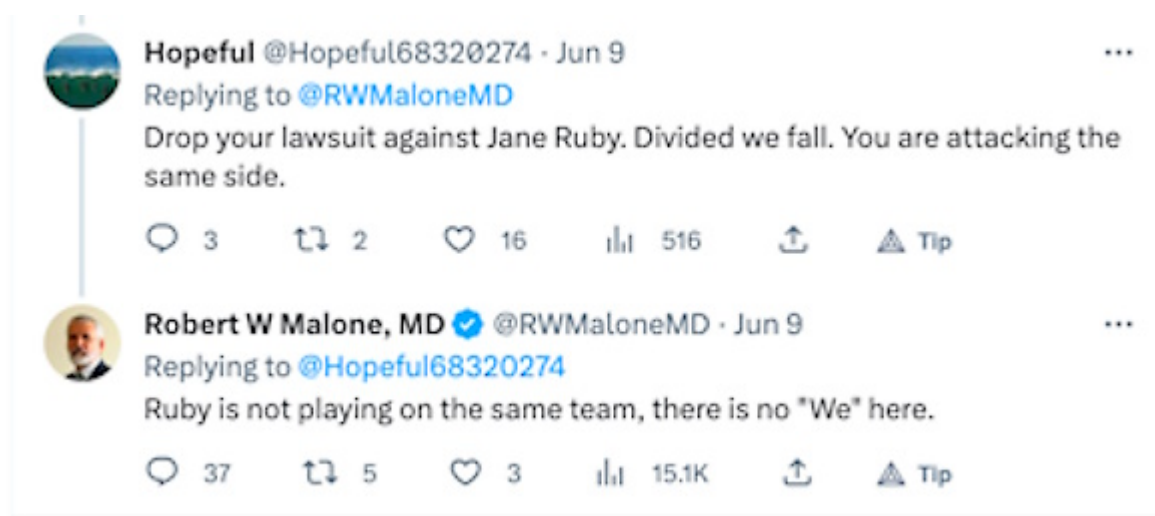 Hopeful @Hopeful68320274 · Jun 9
Replying to @RWMaloneMD
Drop your lawsuit against Jane Ruby. Divided we fall. You are attacking the
same side.
3 2 16 516 Tip
Robert W Malone, MD @RWMaloneMD · Jun 9
Replying to @Hopeful68320274
Ruby is not playing on the same team, there is no "We" here.
37 5 3 15.1K Tip